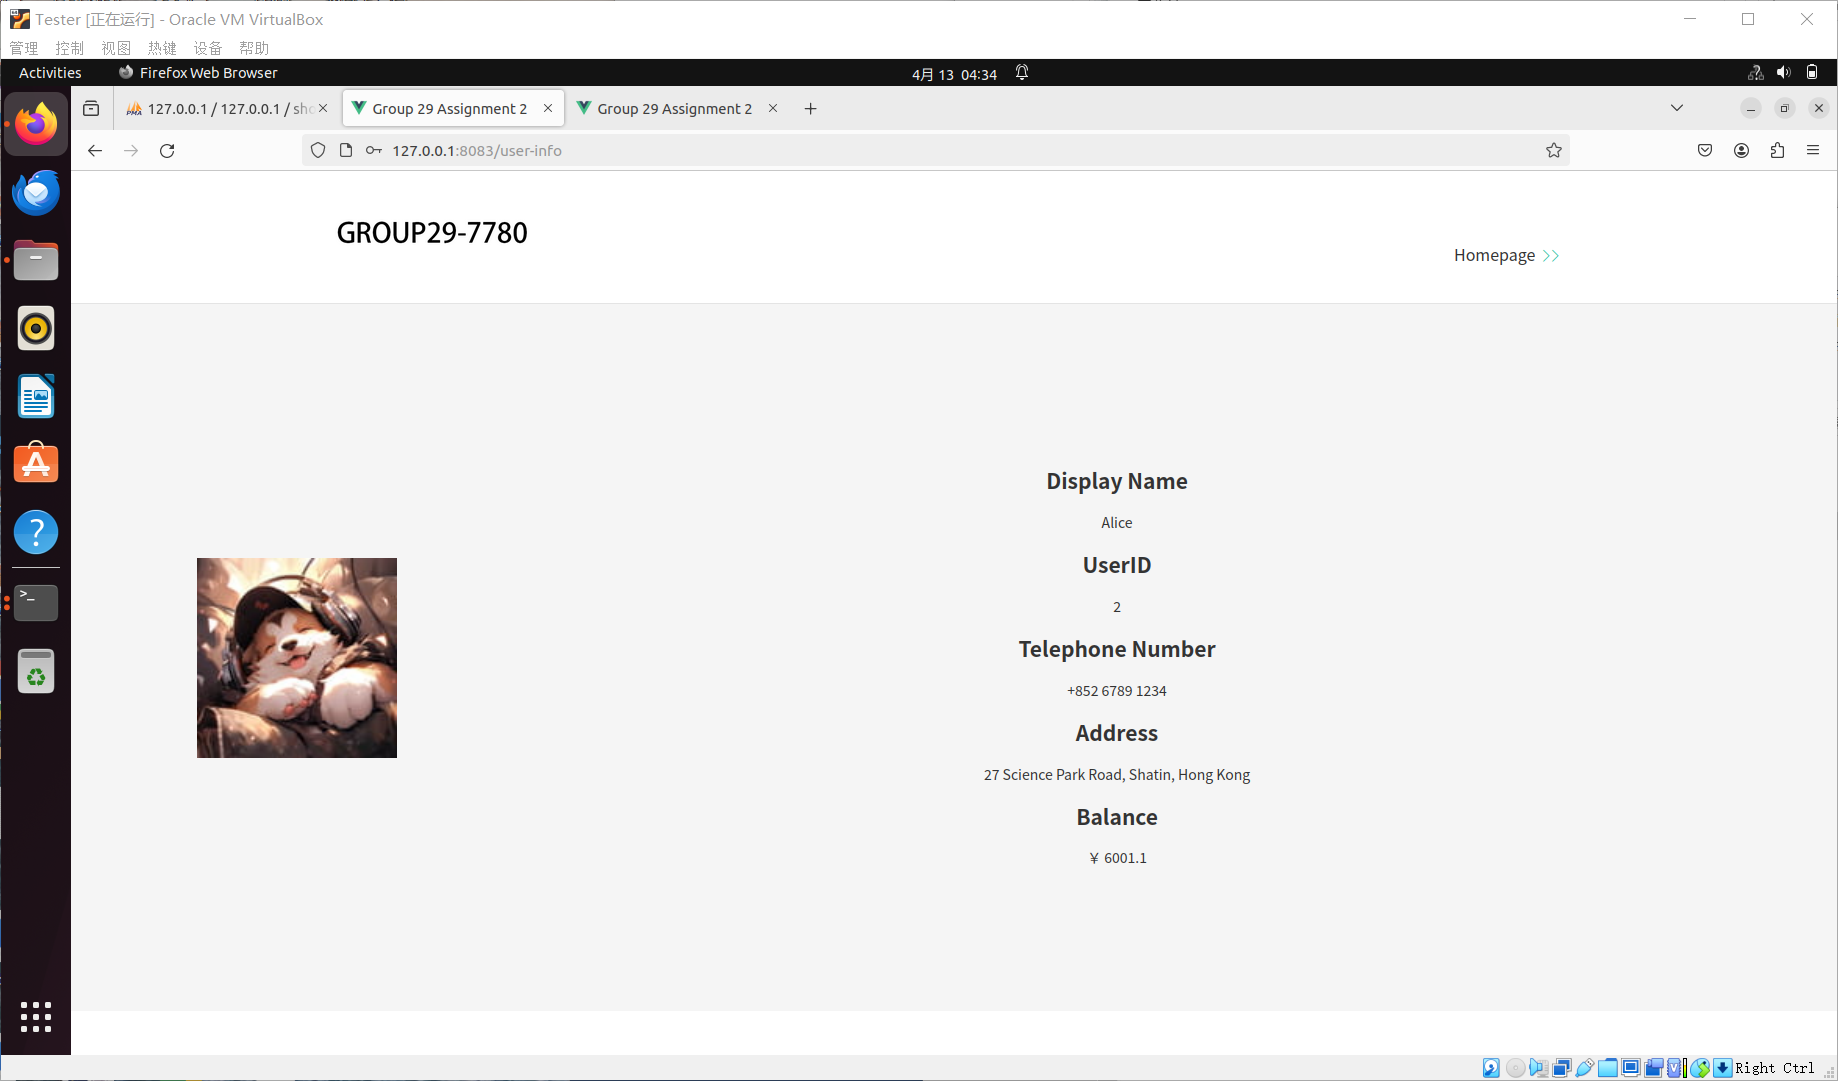 Tester [正在运行] - Oracle VM VirtualBox
管理 控制 视图 热键 设备 帮助
Activities Firefox Web Browser 4月 13 04:34
127.0.0.1 / 127.0.0.1 / sho Group 29 Assignment 2 Group 29 Assignment 2
127.0.0.1:8083/user-info
GROUP29-7780
Homepage >>
Display Name
Alice
UserID
2
Telephone Number
+852 6789 1234
Address
27 Science Park Road, Shatin, Hong Kong
Balance
¥ 6001.1
Right Ctrl